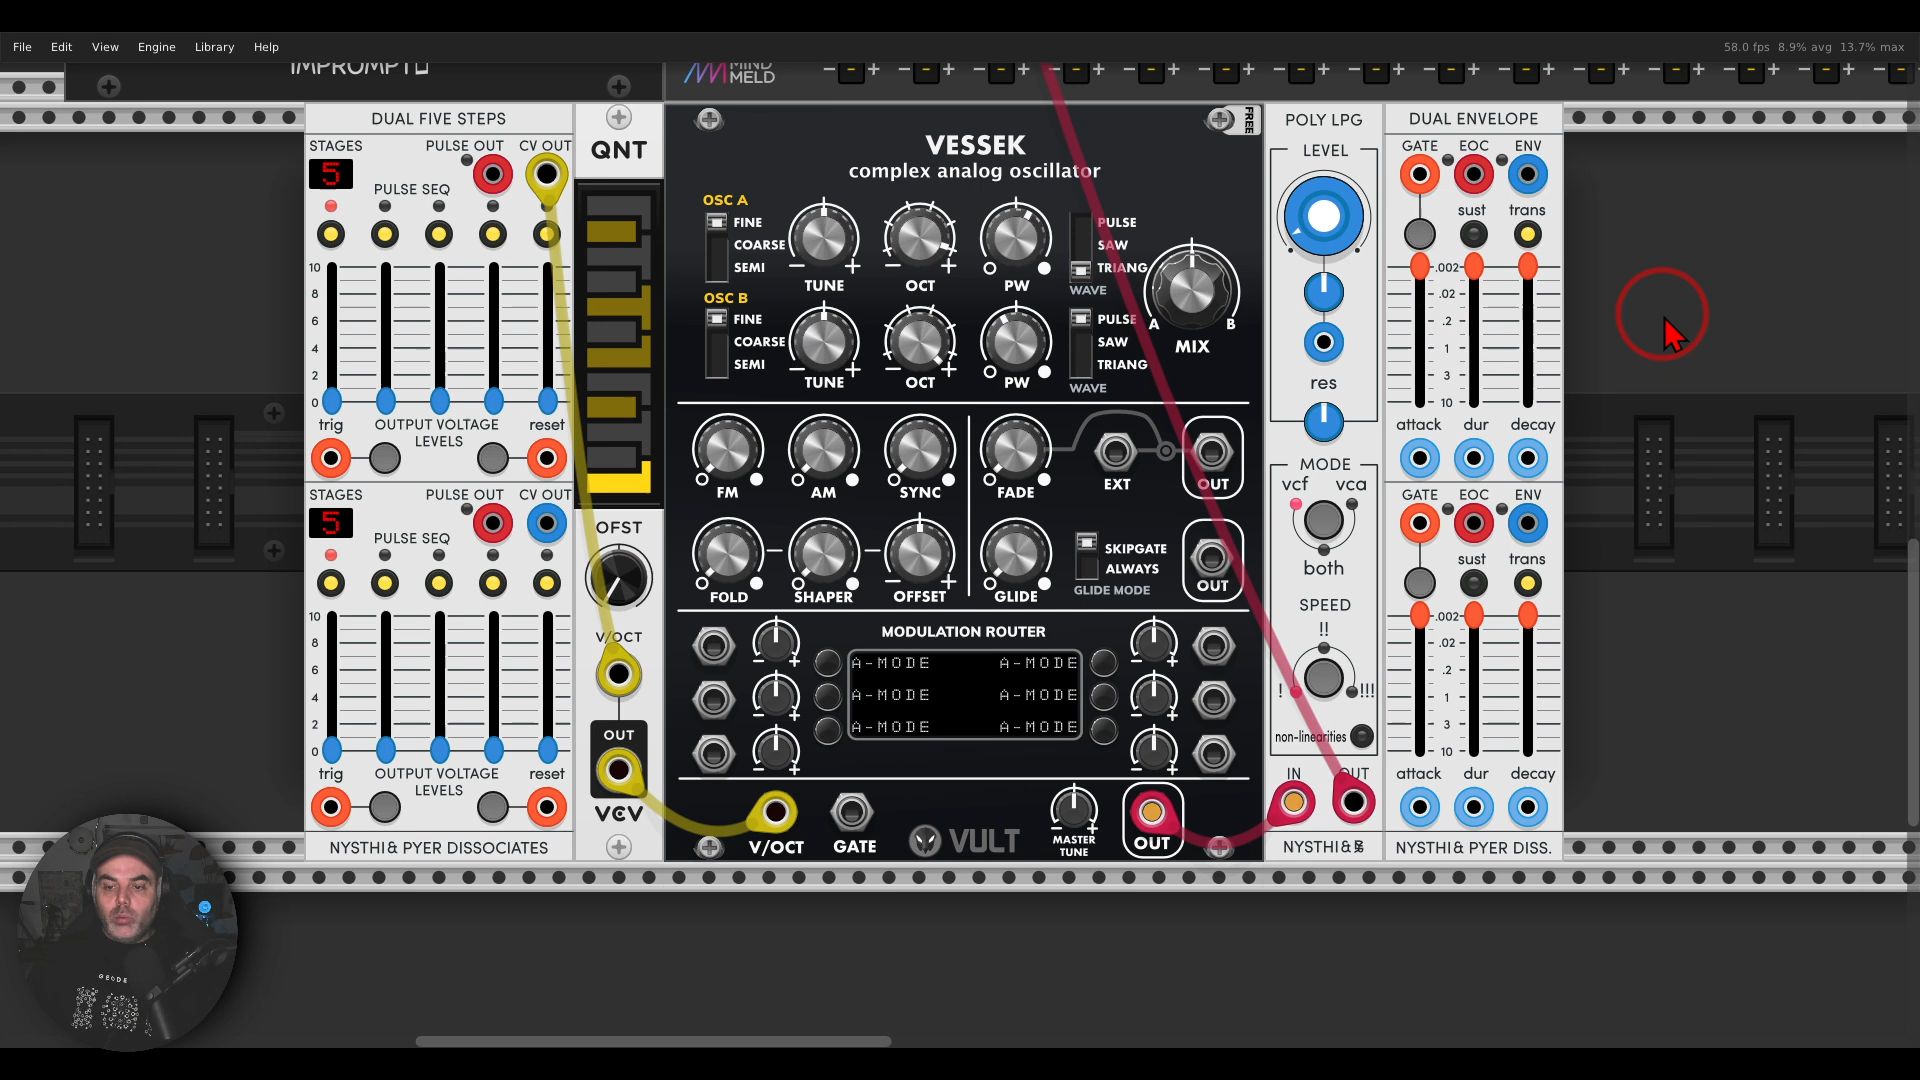 File Edit View Engine Library Help
58.0 fps 8.9% avg 13.7% max
MIND
MELD
DUAL FIVE STEPS
STAGES PULSE OUT CV OUT
5
PULSE SEQ
10
8
6
4
2
0
trig OUTPUT VOLTAGE LEVELS reset
STAGES PULSE OUT CV OUT
5
PULSE SEQ
10
8
6
4
2
0
trig OUTPUT VOLTAGE LEVELS reset
NYSTHI & PYER DISSOCIATES
QNT
OFST
V/OCT
OUT
VCV
FREE
VESSEK
complex analog oscillator
OSC A
FINE
COARSE
SEMI
TUNE OCT PW
PULSE
SAW
TRIANG
WAVE
OSC B
FINE
COARSE
SEMI
TUNE OCT PW
PULSE
SAW
TRIANG
WAVE
A B
MIX
FM AM SYNC FADE EXT OUT
FOLD SHAPER OFFSET GLIDE
SKIPGATE
ALWAYS
GLIDE MODE
OUT
MODULATION ROUTER
A-MODE A-MODE
A-MODE A-MODE
A-MODE A-MODE
V/OCT GATE VULT MASTER TUNE OUT
POLY LPG
LEVEL
res
MODE
vcf vca
both
SPEED
!!
! !!!
non-linearities
IN OUT
NYSTHI &
DUAL ENVELOPE
GATE EOC ENV
sust trans
.002
.02
.2
1
3
10
attack dur decay
GATE EOC ENV
sust trans
.002
.02
.2
1
3
10
attack dur decay
NYSTHI & PYER DISS.
GEODE